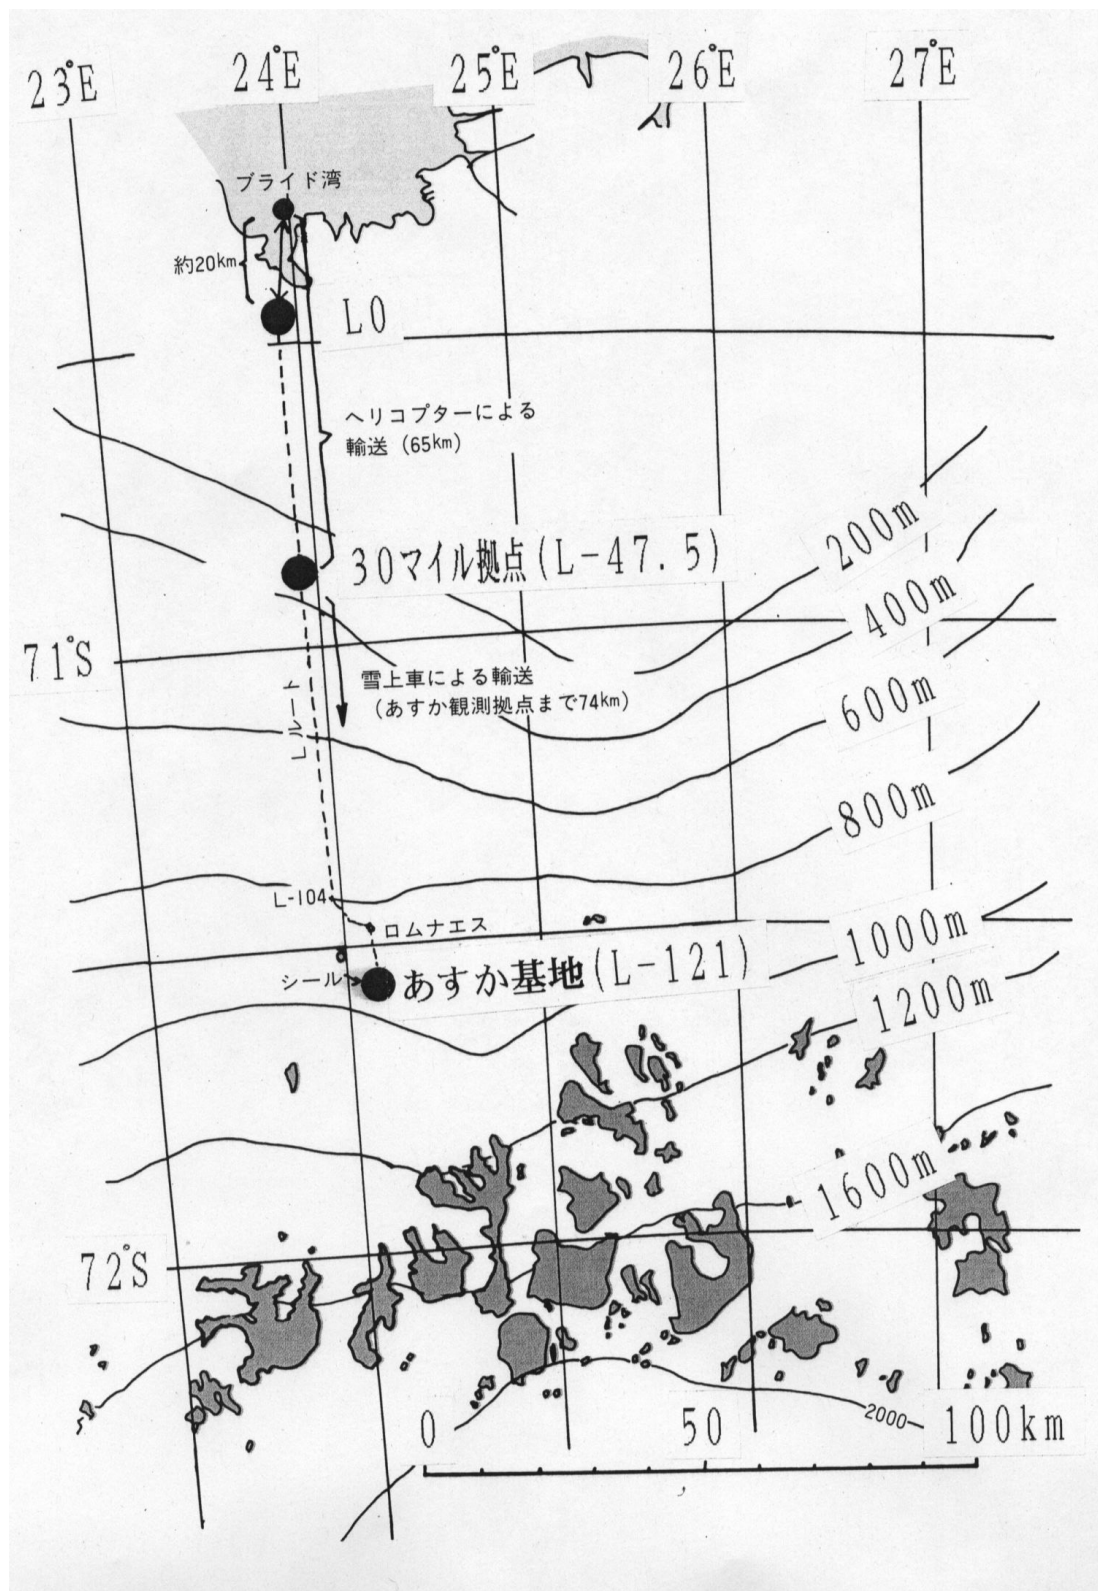 23°E
24°E
25°E
26°E
27°E
ブライド湾
約20km
L0
ヘリコプターによる
輸送 (65km)
30マイル拠点(L-47.5)
200m
400m
71°S
雪上車による輸送
(あすか観測拠点まで74km)
Lルート
600m
800m
L-104
ロムナエス
1000m
シール
あすか基地(L-121)
1200m
1600m
72°S
2000
0
50
100km